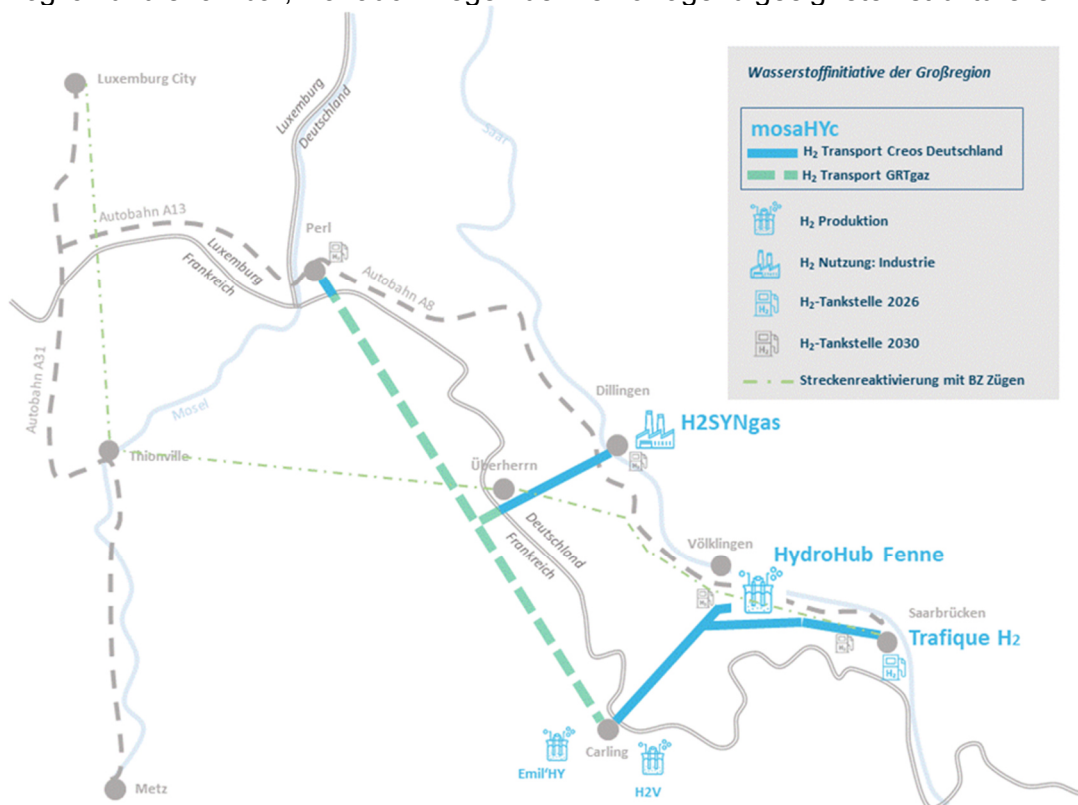 Luxemburg City
Luxemburg
Deutschland
Saar
Wasserstoffinitiative der Großregion
mosaHYc
H₂ Transport Creos Deutschland
H₂ Transport GRTgaz
H₂ Produktion
H₂ Nutzung: Industrie
H₂-Tankstelle 2026
H₂-Tankstelle 2030
Streckenreaktivierung mit BZ Zügen
Autobahn A13
Perl
Luxemburg
Frankreich
Autobahn A8
Autobahn A31
Mosel
Dillingen
H2SYNgas
Thionville
Überherrn
Deutschland
Frankreich
Völklingen
HydroHub Fenne
Saarbrücken
Trafique H₂
Carling
Emil'HY
H2V
Metz